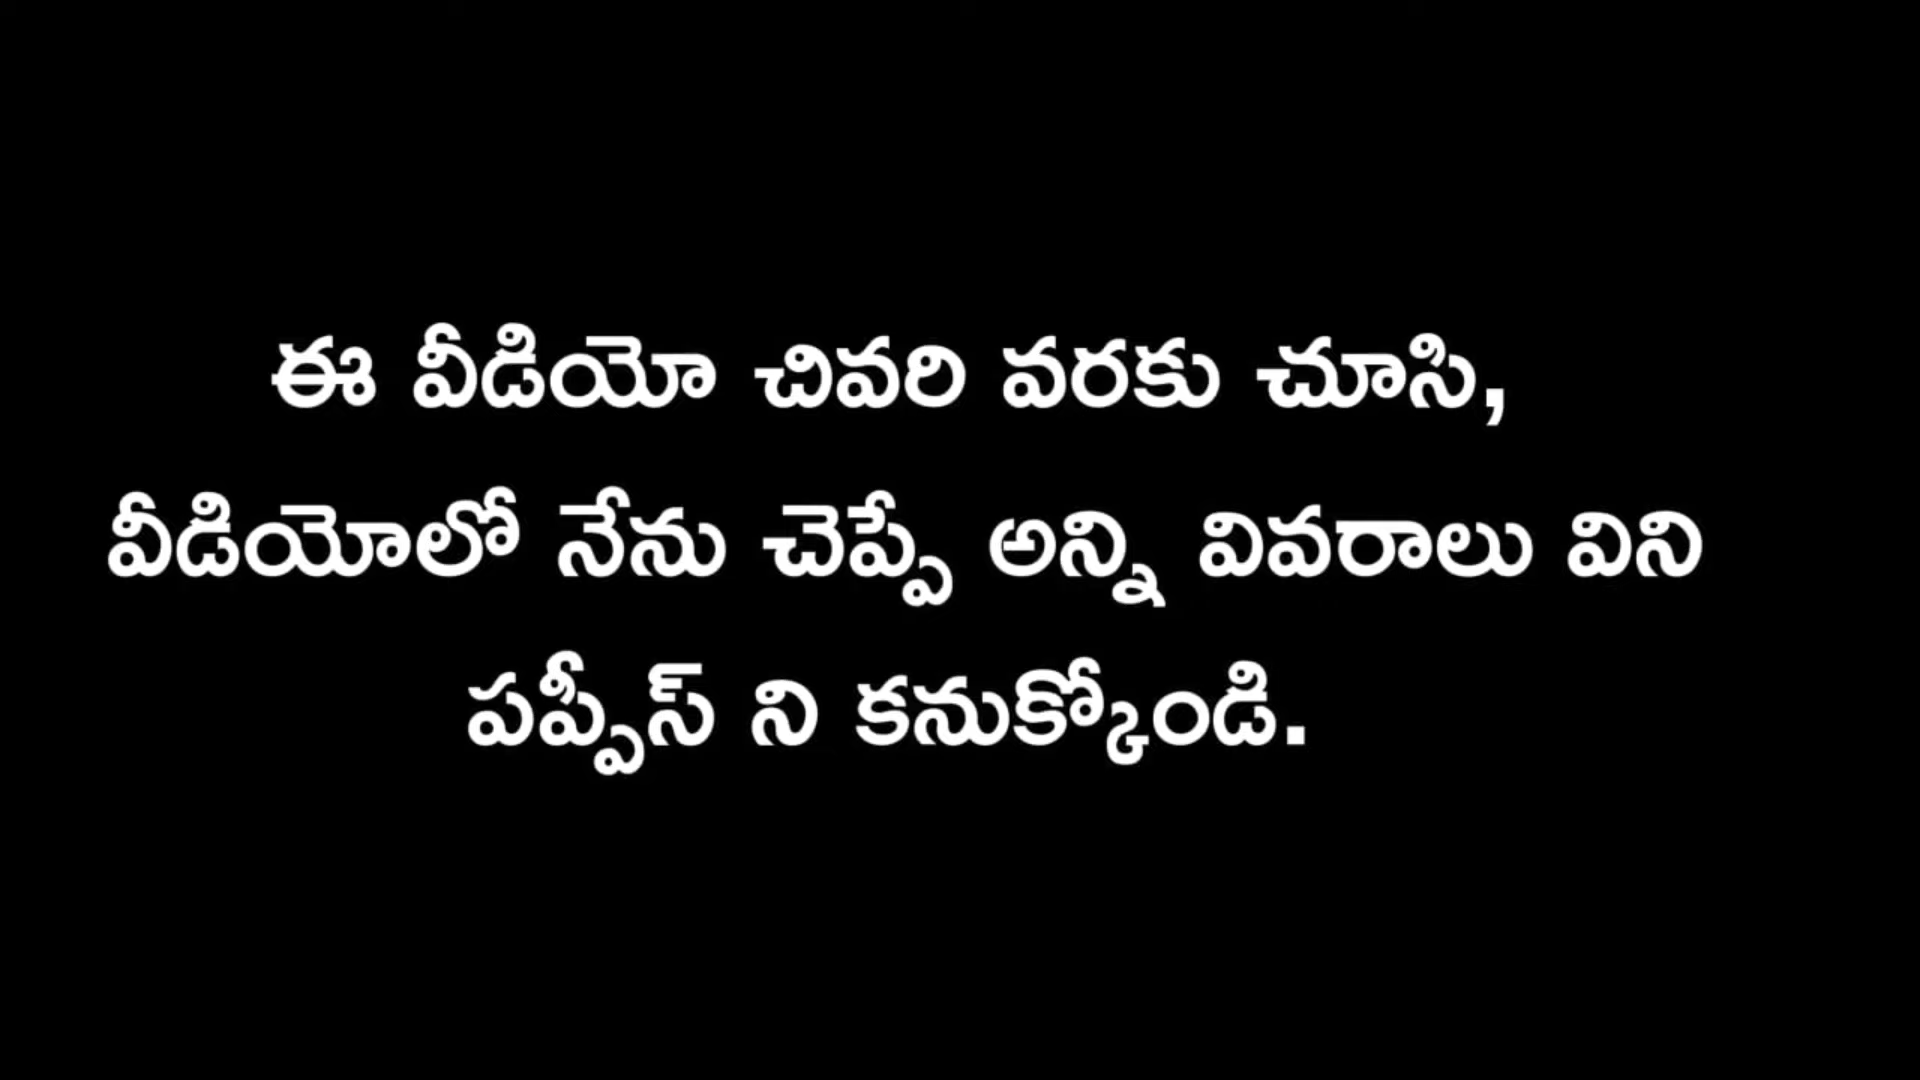 ఈ వీడియో చివరి వరకు చూసి,
వీడియోలో నేను చెప్పే అన్ని వివరాలు విని
పప్పీస్ ని కనుక్కోండి.